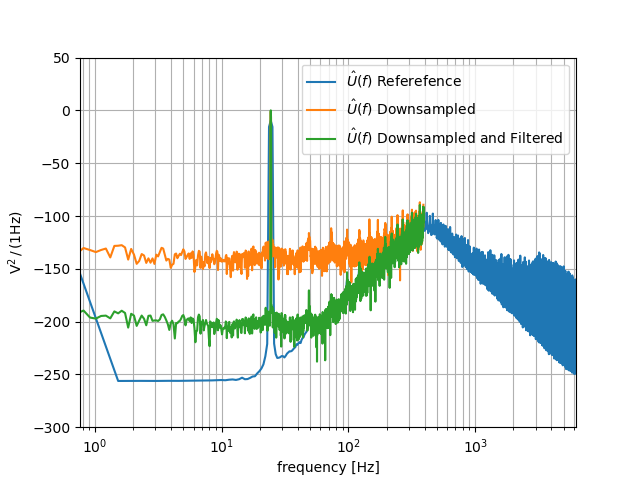 50
0
−50
−100
−150
−200
−250
−300
V² / (1Hz)
Û(f) Referefence
Û(f) Downsampled
Û(f) Downsampled and Filtered
10⁰ 10¹ 10² 10³
frequency [Hz]